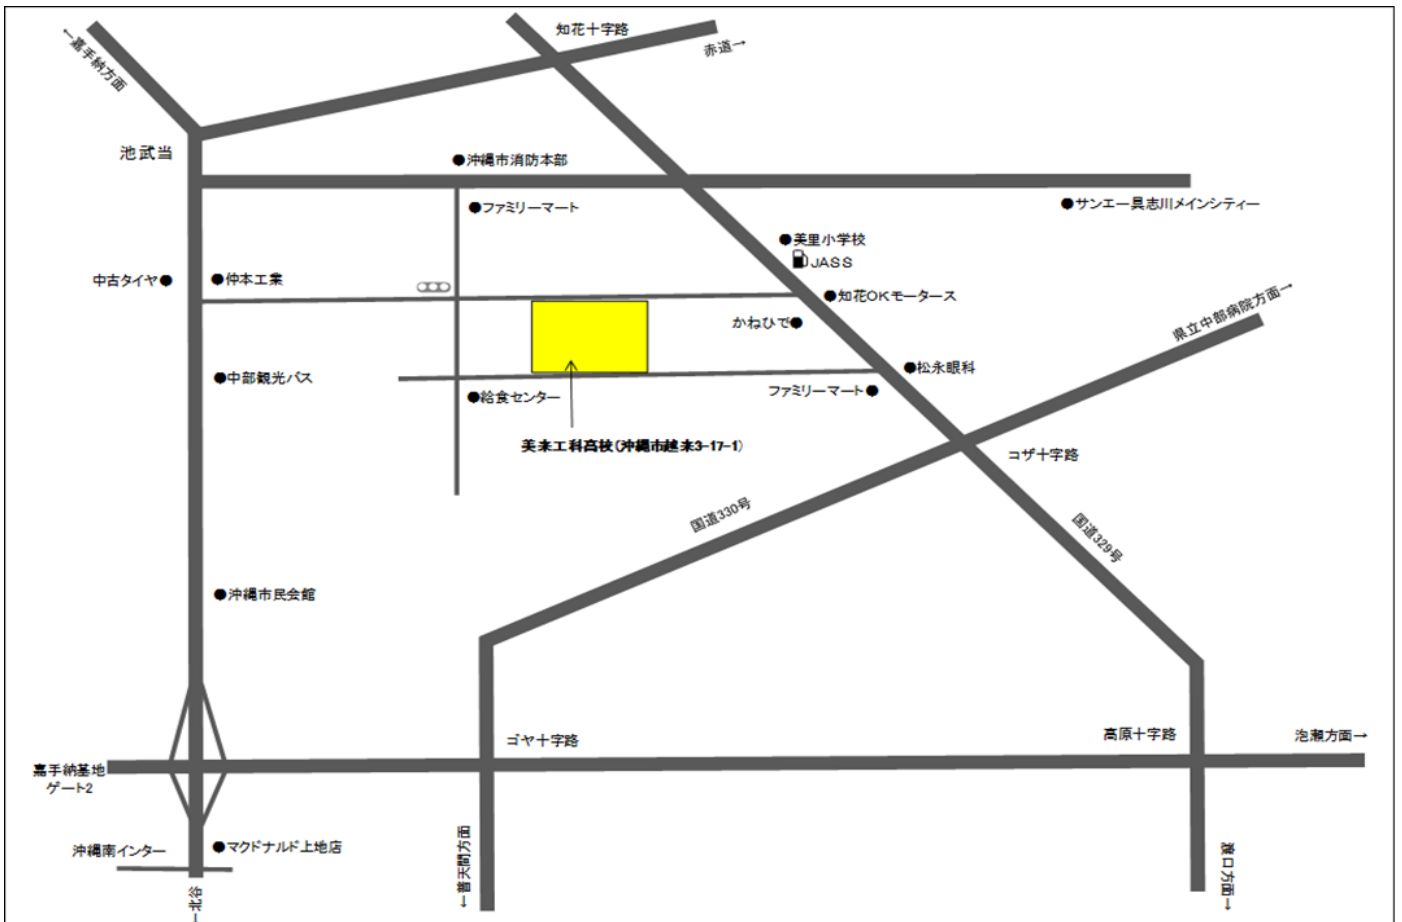 知花十字路
赤道→
←嘉手納方面
池武当
●沖縄市消防本部
●ファミリーマート
●サンエー具志川メインシティー
●美里小学校
JASS
中古タイヤ●
●仲本工業
●知花OKモータース
かねひで●
県立中部病院方面→
●中部観光バス
●松永眼科
●給食センター
ファミリーマート●
美来工科高校(沖縄市越来3-17-1)
コザ十字路
国道330号
国道329号
●沖縄市民会館
ゴヤ十字路
高原十字路
泡瀬方面→
嘉手納基地
ゲート2
沖縄南インター
●マクドナルド上地店
←北谷
←普天間方面
渡口方面→